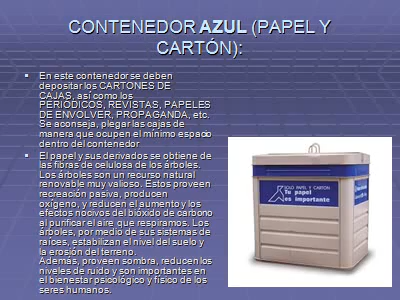 CONTENEDOR AZUL (PAPEL Y
CARTÓN):
En este contenedor se deben
depositar los CARTONES DE
CAJAS, así como los
PERIÓDICOS, REVISTAS, PAPELES
DE ENVOLVER, PROPAGANDA, etc.
Se aconseja, plegar las cajas de
manera que ocupen el mínimo espacio
dentro del contenedor
El papel y sus derivados se obtiene de
las fibras de celulosa de los árboles.
Los árboles son un recurso natural
renovable muy valioso. Estos proveen
recreación pasiva, producen
oxígeno, y reducen el aumento y los
efectos nocivos del bióxido de carbono
al purificar el aire que respiramos. Los
árboles, por medio de sus sistemas de
raíces, estabilizan el nivel del suelo y
la erosión del terreno.
Además, proveen sombra, reducen los
niveles de ruido y son importantes en
el bienestar psicológico y físico de los
seres humanos.
SOLO PAPEL Y CARTON
Tu papel
es importante